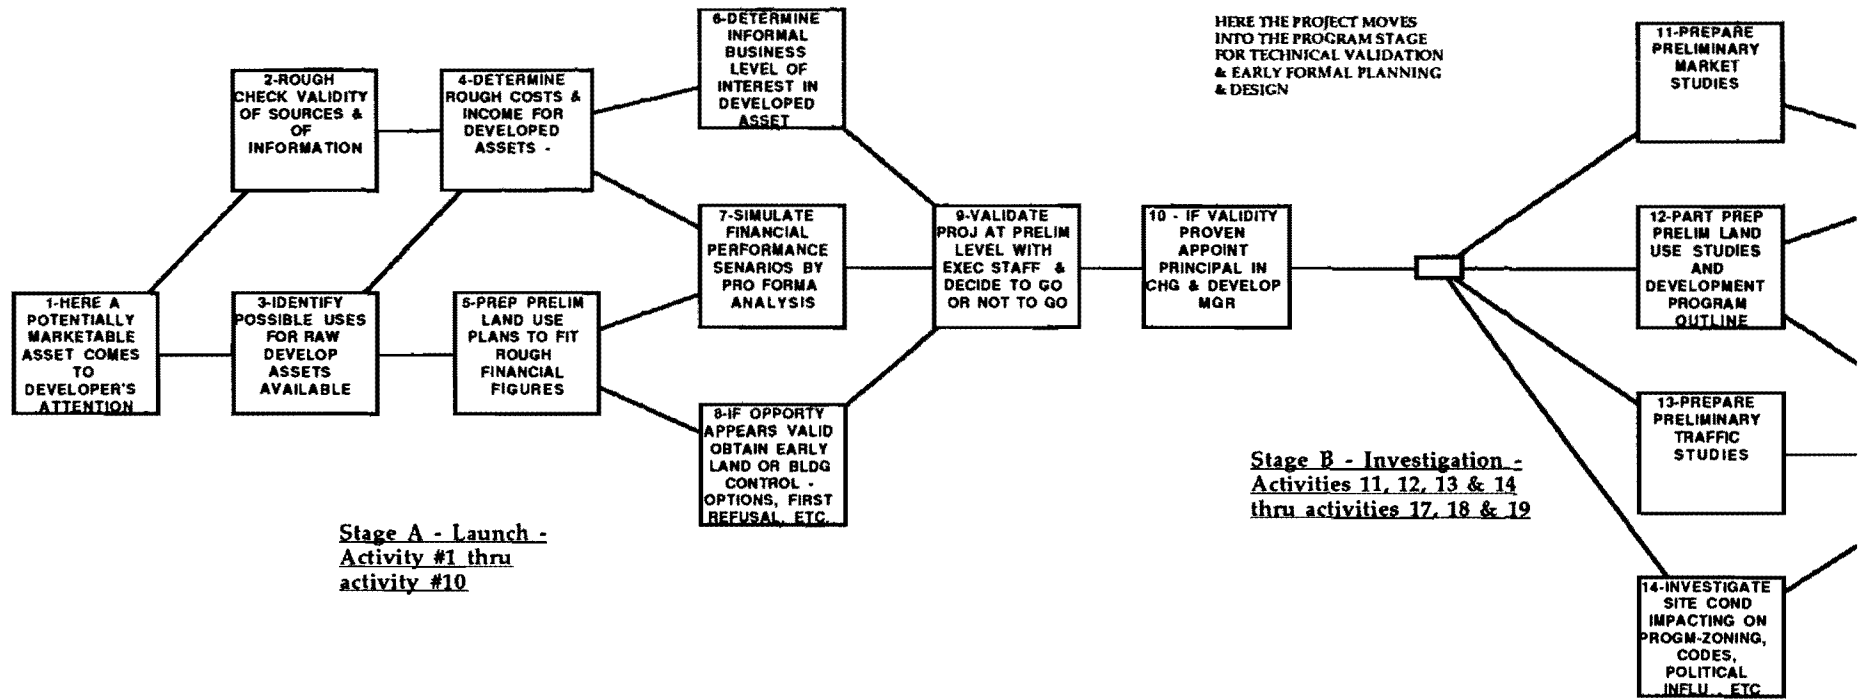 1-HERE A
POTENTIALLY
MARKETABLE
ASSET COMES
TO
DEVELOPER'S
ATTENTION
2-ROUGH
CHECK VALIDITY
OF SOURCES &
OF
INFORMATION
3-IDENTIFY
POSSIBLE USES
FOR RAW
DEVELOP
ASSETS
AVAILABLE
4-DETERMINE
ROUGH COSTS &
INCOME FOR
DEVELOPED
ASSETS -
5-PREP PRELIM
LAND USE
PLANS TO FIT
ROUGH
FINANCIAL
FIGURES
6-DETERMINE
INFORMAL
BUSINESS
LEVEL OF
INTEREST IN
DEVELOPED
ASSET
7-SIMULATE
FINANCIAL
PERFORMANCE
SENARIOS BY
PRO FORMA
ANALYSIS
8-IF OPPORTY
APPEARS VALID
OBTAIN EARLY
LAND OR BLDG
CONTROL -
OPTIONS, FIRST
REFUSAL, ETC.
Stage A - Launch -
Activity #1 thru
activity #10
9-VALIDATE
PROJ AT PRELIM
LEVEL WITH
EXEC STAFF &
DECIDE TO GO
OR NOT TO GO
10 - IF VALIDITY
PROVEN
APPOINT
PRINCIPAL IN
CHG & DEVELOP
MGR
HERE THE PROJECT MOVES
INTO THE PROGRAM STAGE
FOR TECHNICAL VALIDATION
& EARLY FORMAL PLANNING
& DESIGN
Stage B - Investigation -
Activities 11, 12, 13 & 14
thru activities 17, 18 & 19
11-PREPARE
PRELIMINARY
MARKET
STUDIES
12-PART PREP
PRELIM LAND
USE STUDIES
AND
DEVELOPMENT
PROGRAM
OUTLINE
13-PREPARE
PRELIMINARY
TRAFFIC
STUDIES
14-INVESTIGATE
SITE COND
IMPACTING ON
PROGM-ZONING,
CODES,
POLITICAL
INFLU , ETC